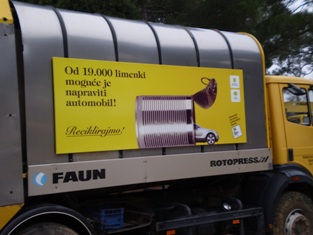 Od 19.000 limenki
moguće je
napraviti
automobil!
Reciklirajmo!
FAUN
ROTOPRESS